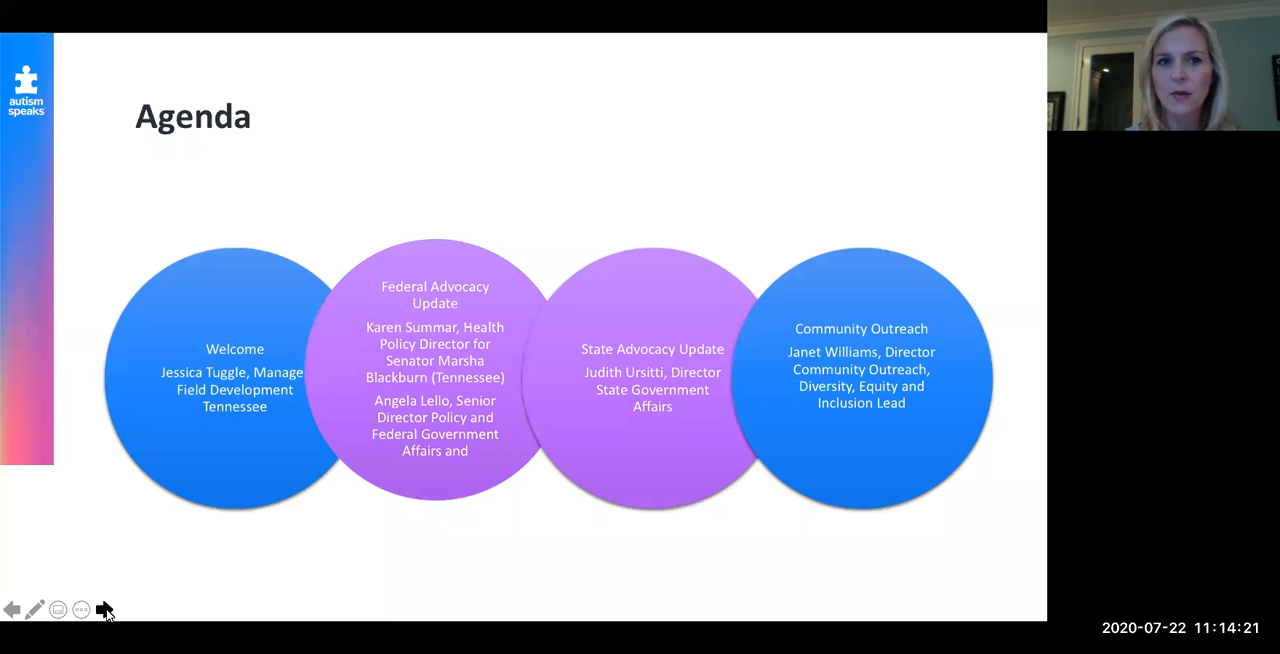 autism
speaks
Agenda
Welcome
Jessica Tuggle, Manage
Field Development
Tennessee
Federal Advocacy
Update
Karen Summar, Health
Policy Director for
Senator Marsha
Blackburn (Tennessee)
Angela Lello, Senior
Director Policy and
Federal Government
Affairs and
State Advocacy Update
Judith Ursitti, Director
State Government
Affairs
Community Outreach
Janet Williams, Director
Community Outreach,
Diversity, Equity and
Inclusion Lead
2020-07-22 11:14:21